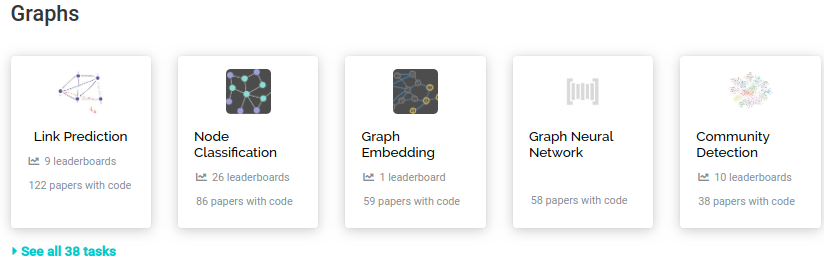 Graphs
Link Prediction
9 leaderboards
122 papers with code
Node
Classification
26 leaderboards
86 papers with code
Graph
Embedding
1 leaderboard
59 papers with code
Graph Neural
Network
58 papers with code
Community
Detection
10 leaderboards
38 papers with code
See all 38 tasks